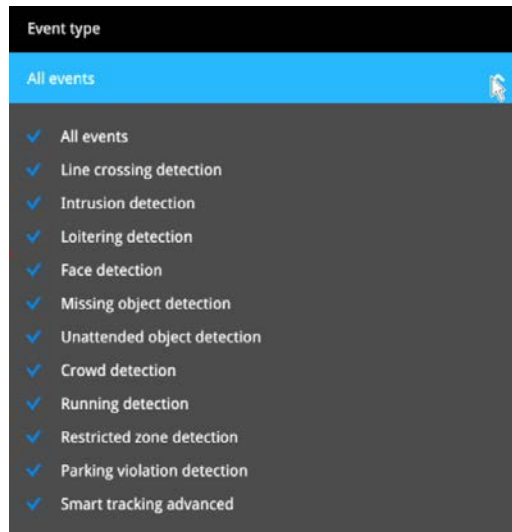 Event type
All events
All events
Line crossing detection
Intrusion detection
Loitering detection
Face detection
Missing object detection
Unattended object detection
Crowd detection
Running detection
Restricted zone detection
Parking violation detection
Smart tracking advanced